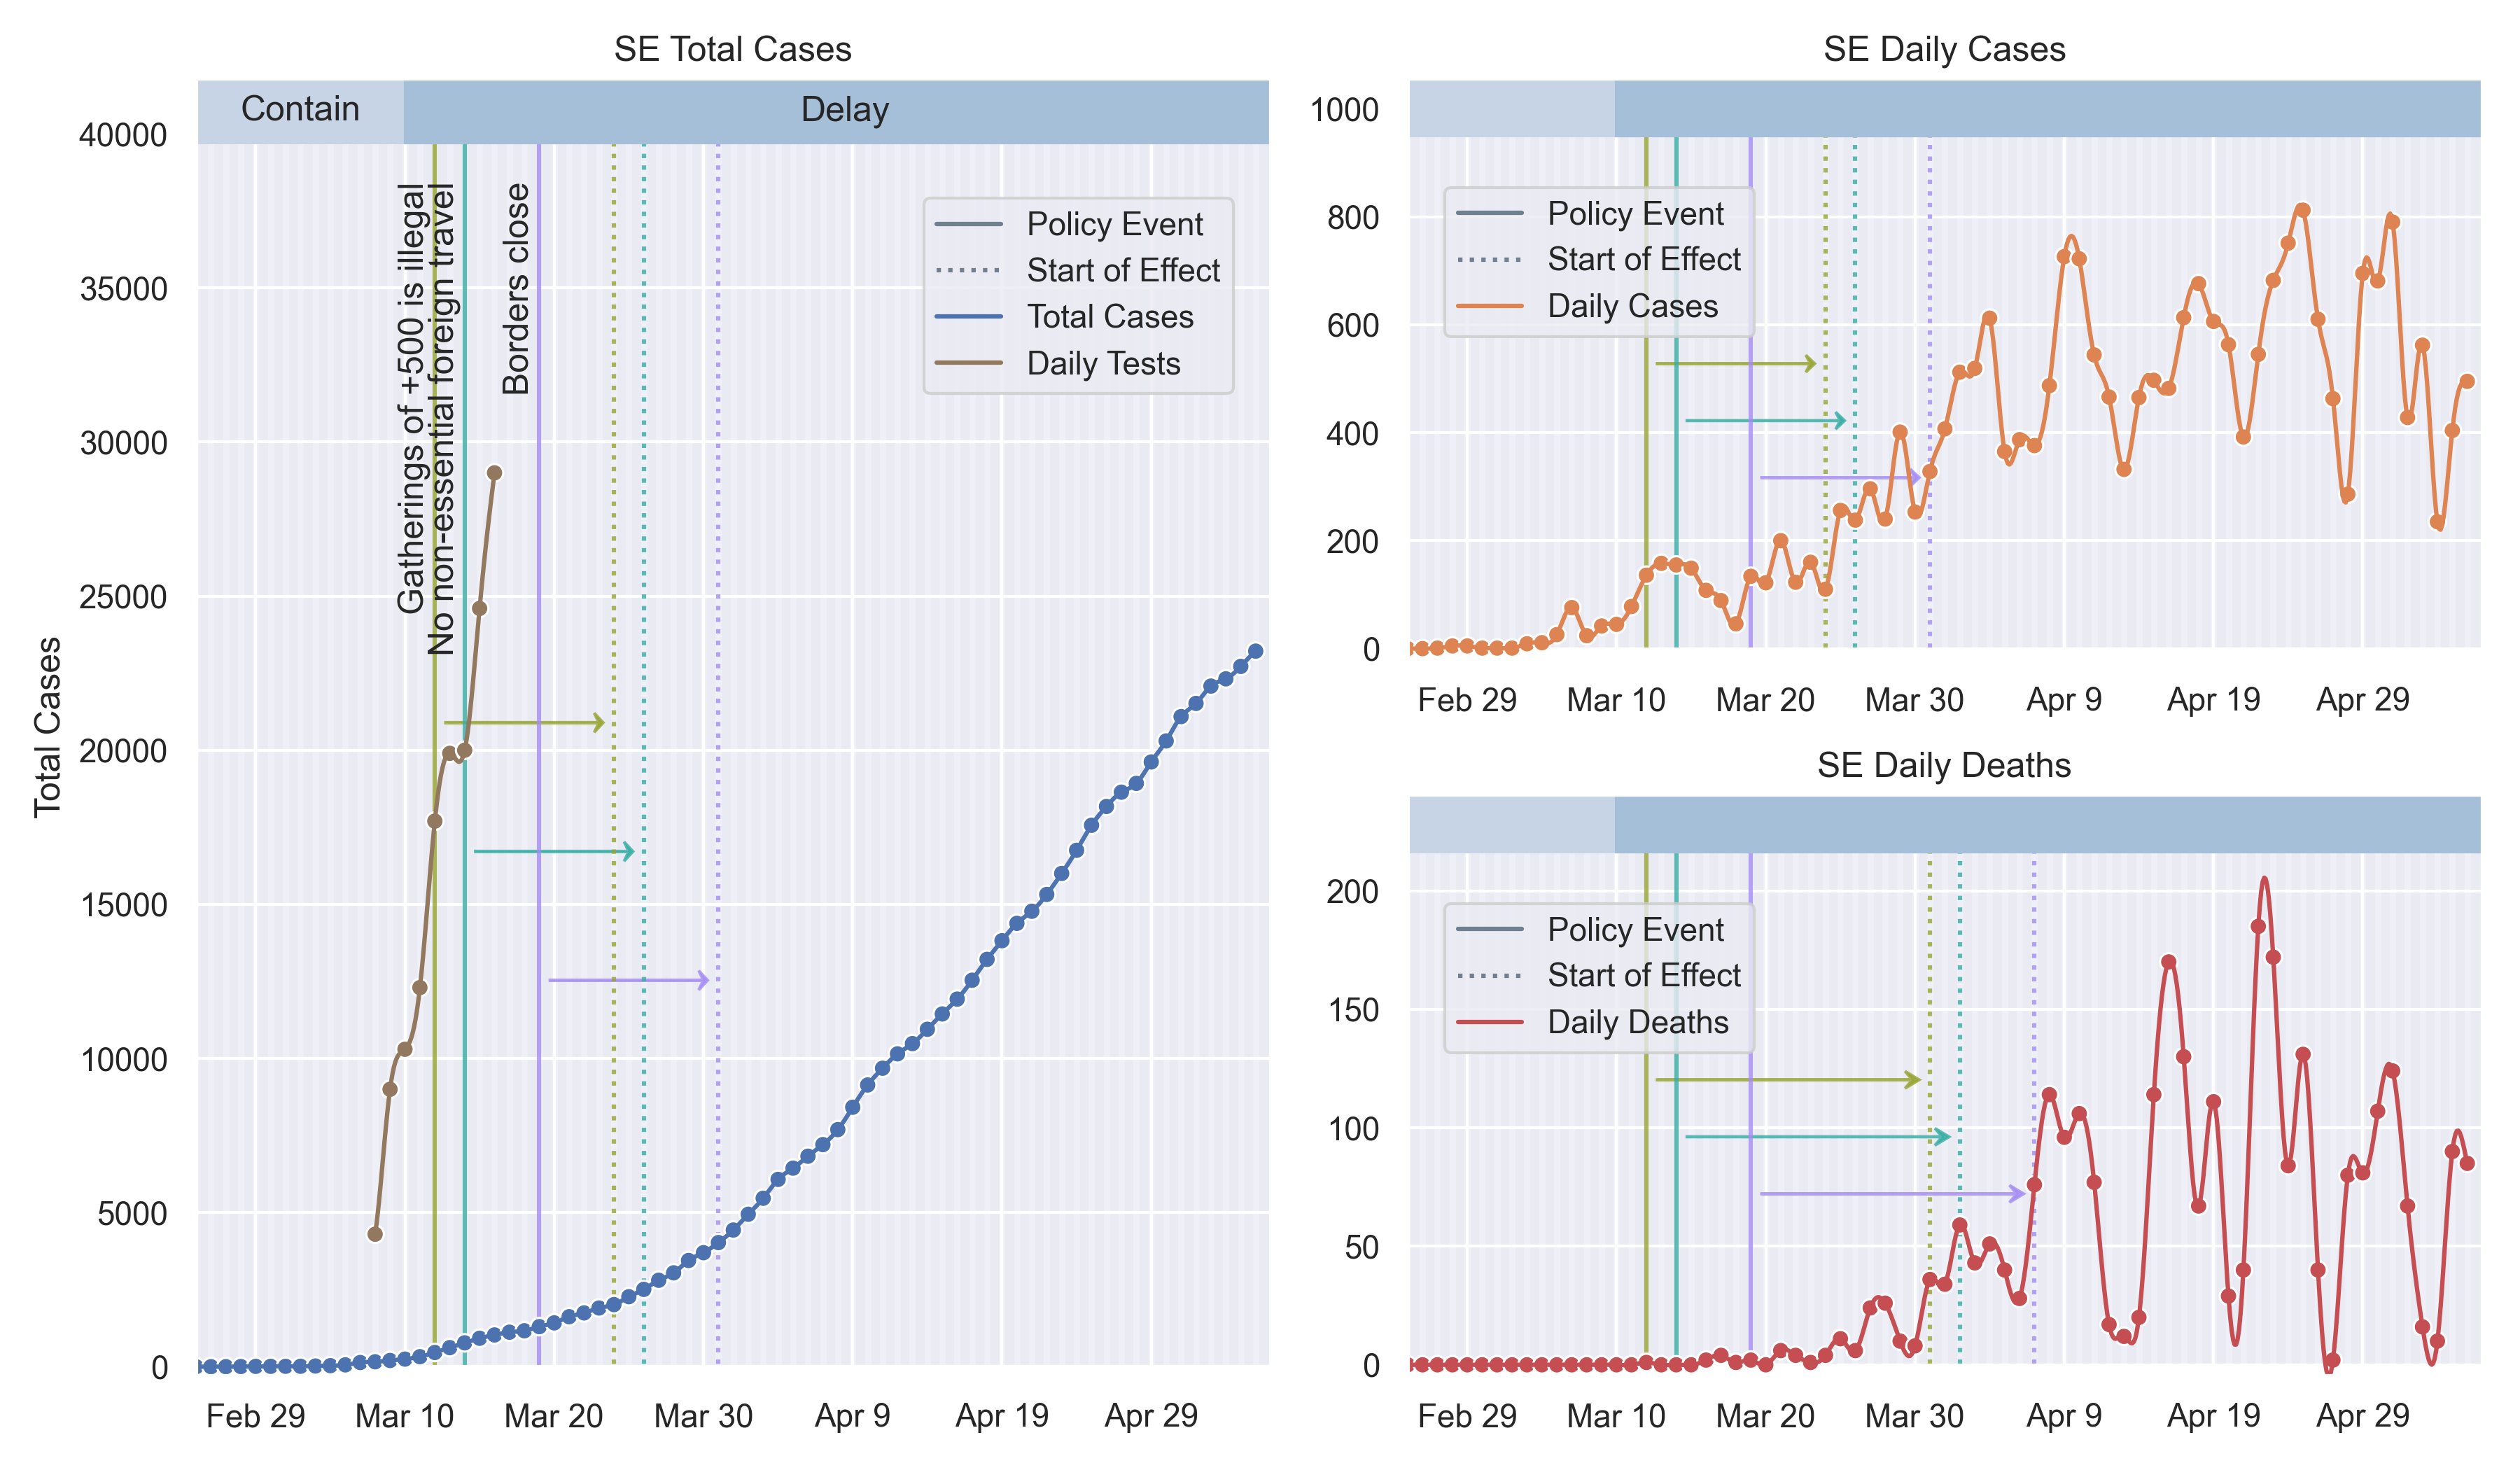 SE Total Cases
Contain
Delay
40000
35000
30000
25000
20000
15000
10000
5000
0
Total Cases
Gatherings of +500 is illegal
No non-essential foreign travel
Borders close
Policy Event
Start of Effect
Total Cases
Daily Tests
Feb 29
Mar 10
Mar 20
Mar 30
Apr 9
Apr 19
Apr 29
SE Daily Cases
1000
800
600
400
200
0
Policy Event
Start of Effect
Daily Cases
Feb 29
Mar 10
Mar 20
Mar 30
Apr 9
Apr 19
Apr 29
SE Daily Deaths
200
150
100
50
0
Policy Event
Start of Effect
Daily Deaths
Feb 29
Mar 10
Mar 20
Mar 30
Apr 9
Apr 19
Apr 29